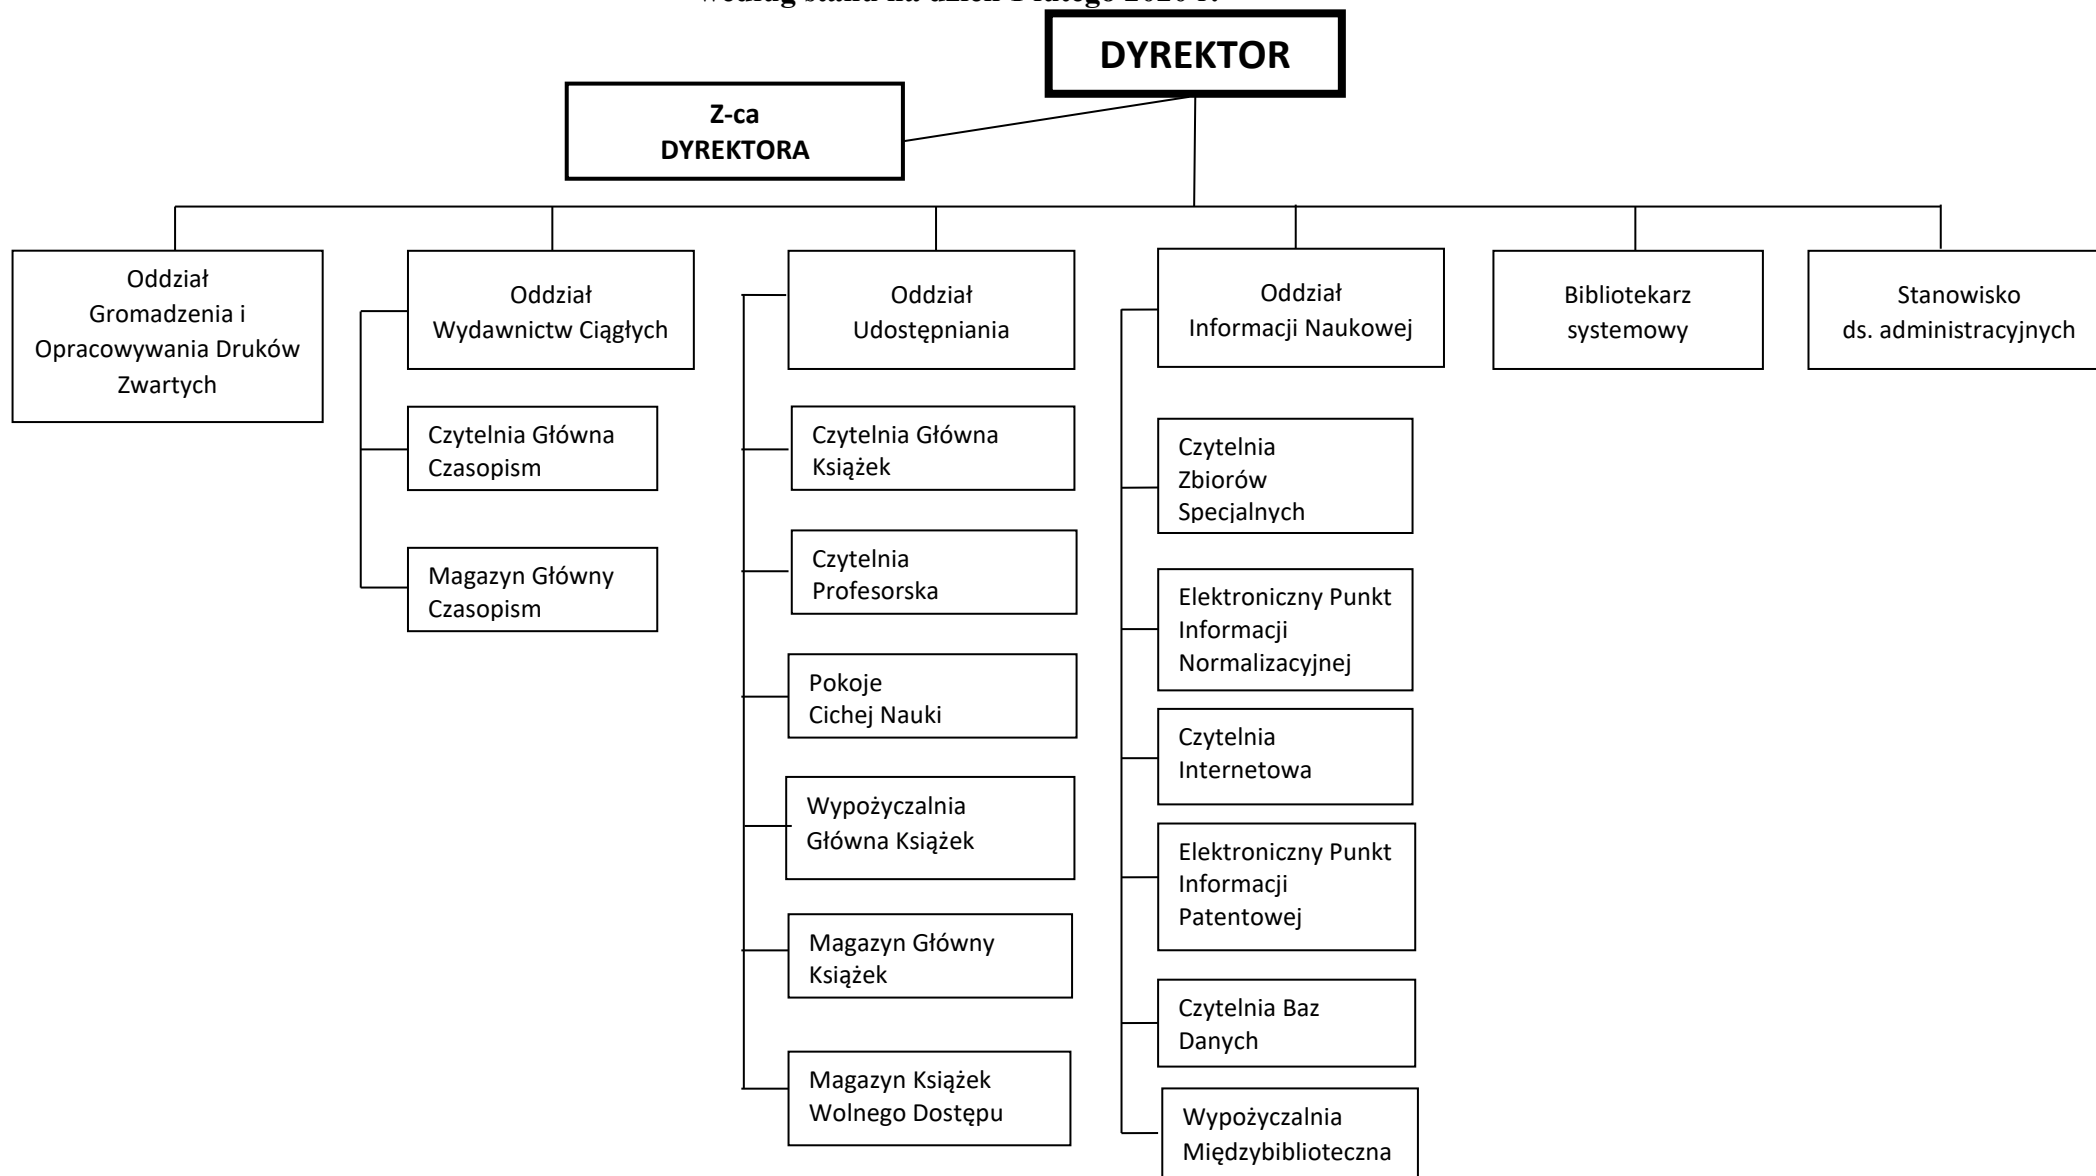 DYREKTOR
Z-ca
DYREKTORA
Oddział
Gromadzenia i
Opracowywania Druków
Zwartych
Oddział
Wydawnictw Ciągłych
Czytelnia Główna
Czasopism
Magazyn Główny
Czasopism
Oddział
Udostępniania
Czytelnia Główna
Książek
Czytelnia
Profesorska
Pokoje
Cichej Nauki
Wypożyczalnia
Główna Książek
Magazyn Główny
Książek
Magazyn Książek
Wolnego Dostępu
Oddział
Informacji Naukowej
Czytelnia
Zbiorów
Specjalnych
Elektroniczny Punkt
Informacji
Normalizacyjnej
Czytelnia
Internetowa
Elektroniczny Punkt
Informacji
Patentowej
Czytelnia Baz
Danych
Wypożyczalnia
Międzybiblioteczna
Bibliotekarz
systemowy
Stanowisko
ds. administracyjnych